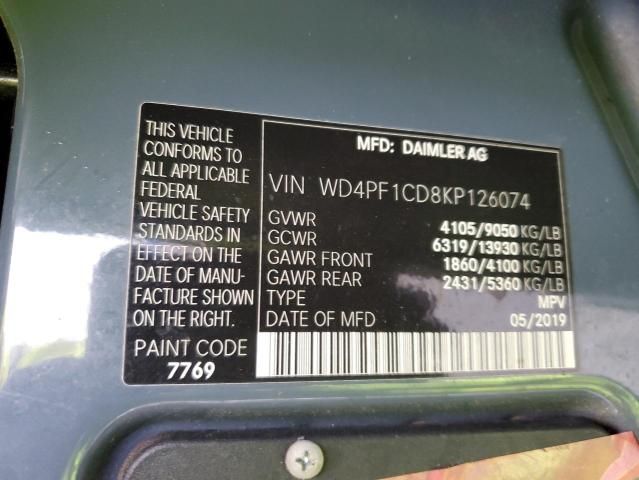 THIS VEHICLE
CONFORMS TO
ALL APPLICABLE
FEDERAL
VEHICLE SAFETY
STANDARDS IN
EFFECT ON THE
DATE OF MANU-
FACTURE SHOWN
ON THE RIGHT.
PAINT CODE
7769
MFD: DAIMLER AG
VIN WD4PF1CD8KP126074
GVWR 4105/9050 KG/LB
GCWR 6319/13930 KG/LB
GAWR FRONT 1860/4100 KG/LB
GAWR REAR 2431/5360 KG/LB
TYPE MPV
DATE OF MFD 05/2019